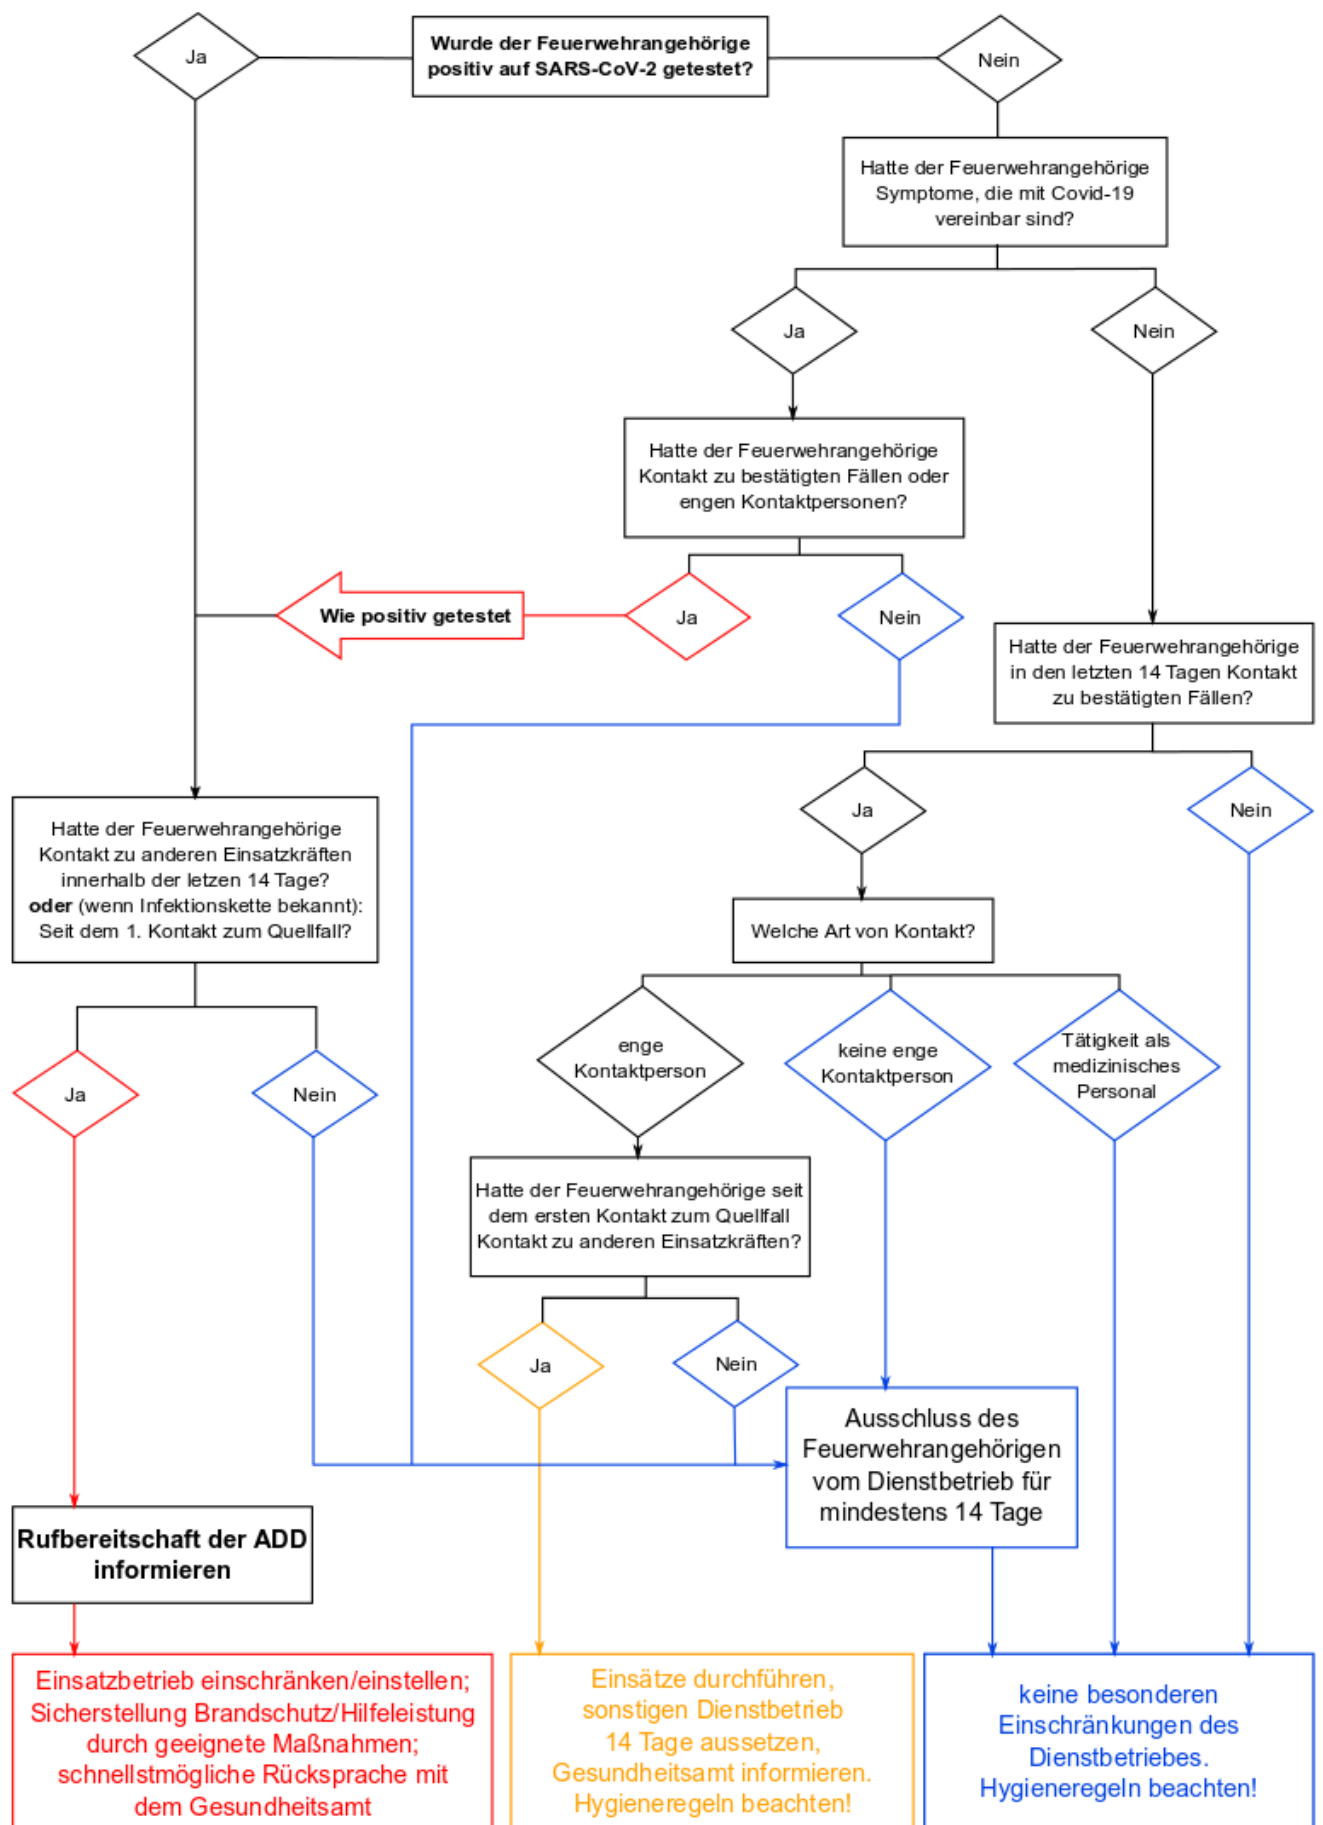 Ja
Wurde der Feuerwehrangehörige
positiv auf SARS-CoV-2 getestet?
Nein
Hatte der Feuerwehrangehörige
Symptome, die mit Covid-19
vereinbar sind?
Ja
Nein
Hatte der Feuerwehrangehörige
Kontakt zu bestätigten Fällen oder
engen Kontaktpersonen?
Wie positiv getestet
Ja
Nein
Hatte der Feuerwehrangehörige
in den letzten 14 Tagen Kontakt
zu bestätigten Fällen?
Ja
Nein
Hatte der Feuerwehrangehörige
Kontakt zu anderen Einsatzkräften
innerhalb der letzen 14 Tage?
oder (wenn Infektionskette bekannt):
Seit dem 1. Kontakt zum Quellfall?
Welche Art von Kontakt?
enge
Kontaktperson
keine enge
Kontaktperson
Tätigkeit als
medizinisches
Personal
Ja
Nein
Hatte der Feuerwehrangehörige seit
dem ersten Kontakt zum Quellfall
Kontakt zu anderen Einsatzkräften?
Ja
Nein
Ausschluss des
Feuerwehrangehörigen
vom Dienstbetrieb für
mindestens 14 Tage
Rufbereitschaft der ADD
informieren
Einsatzbetrieb einschränken/einstellen;
Sicherstellung Brandschutz/Hilfeleistung
durch geeignete Maßnahmen;
schnellstmögliche Rücksprache mit
dem Gesundheitsamt
Einsätze durchführen,
sonstigen Dienstbetrieb
14 Tage aussetzen,
Gesundheitsamt informieren.
Hygieneregeln beachten!
keine besonderen
Einschränkungen des
Dienstbetriebes.
Hygieneregeln beachten!